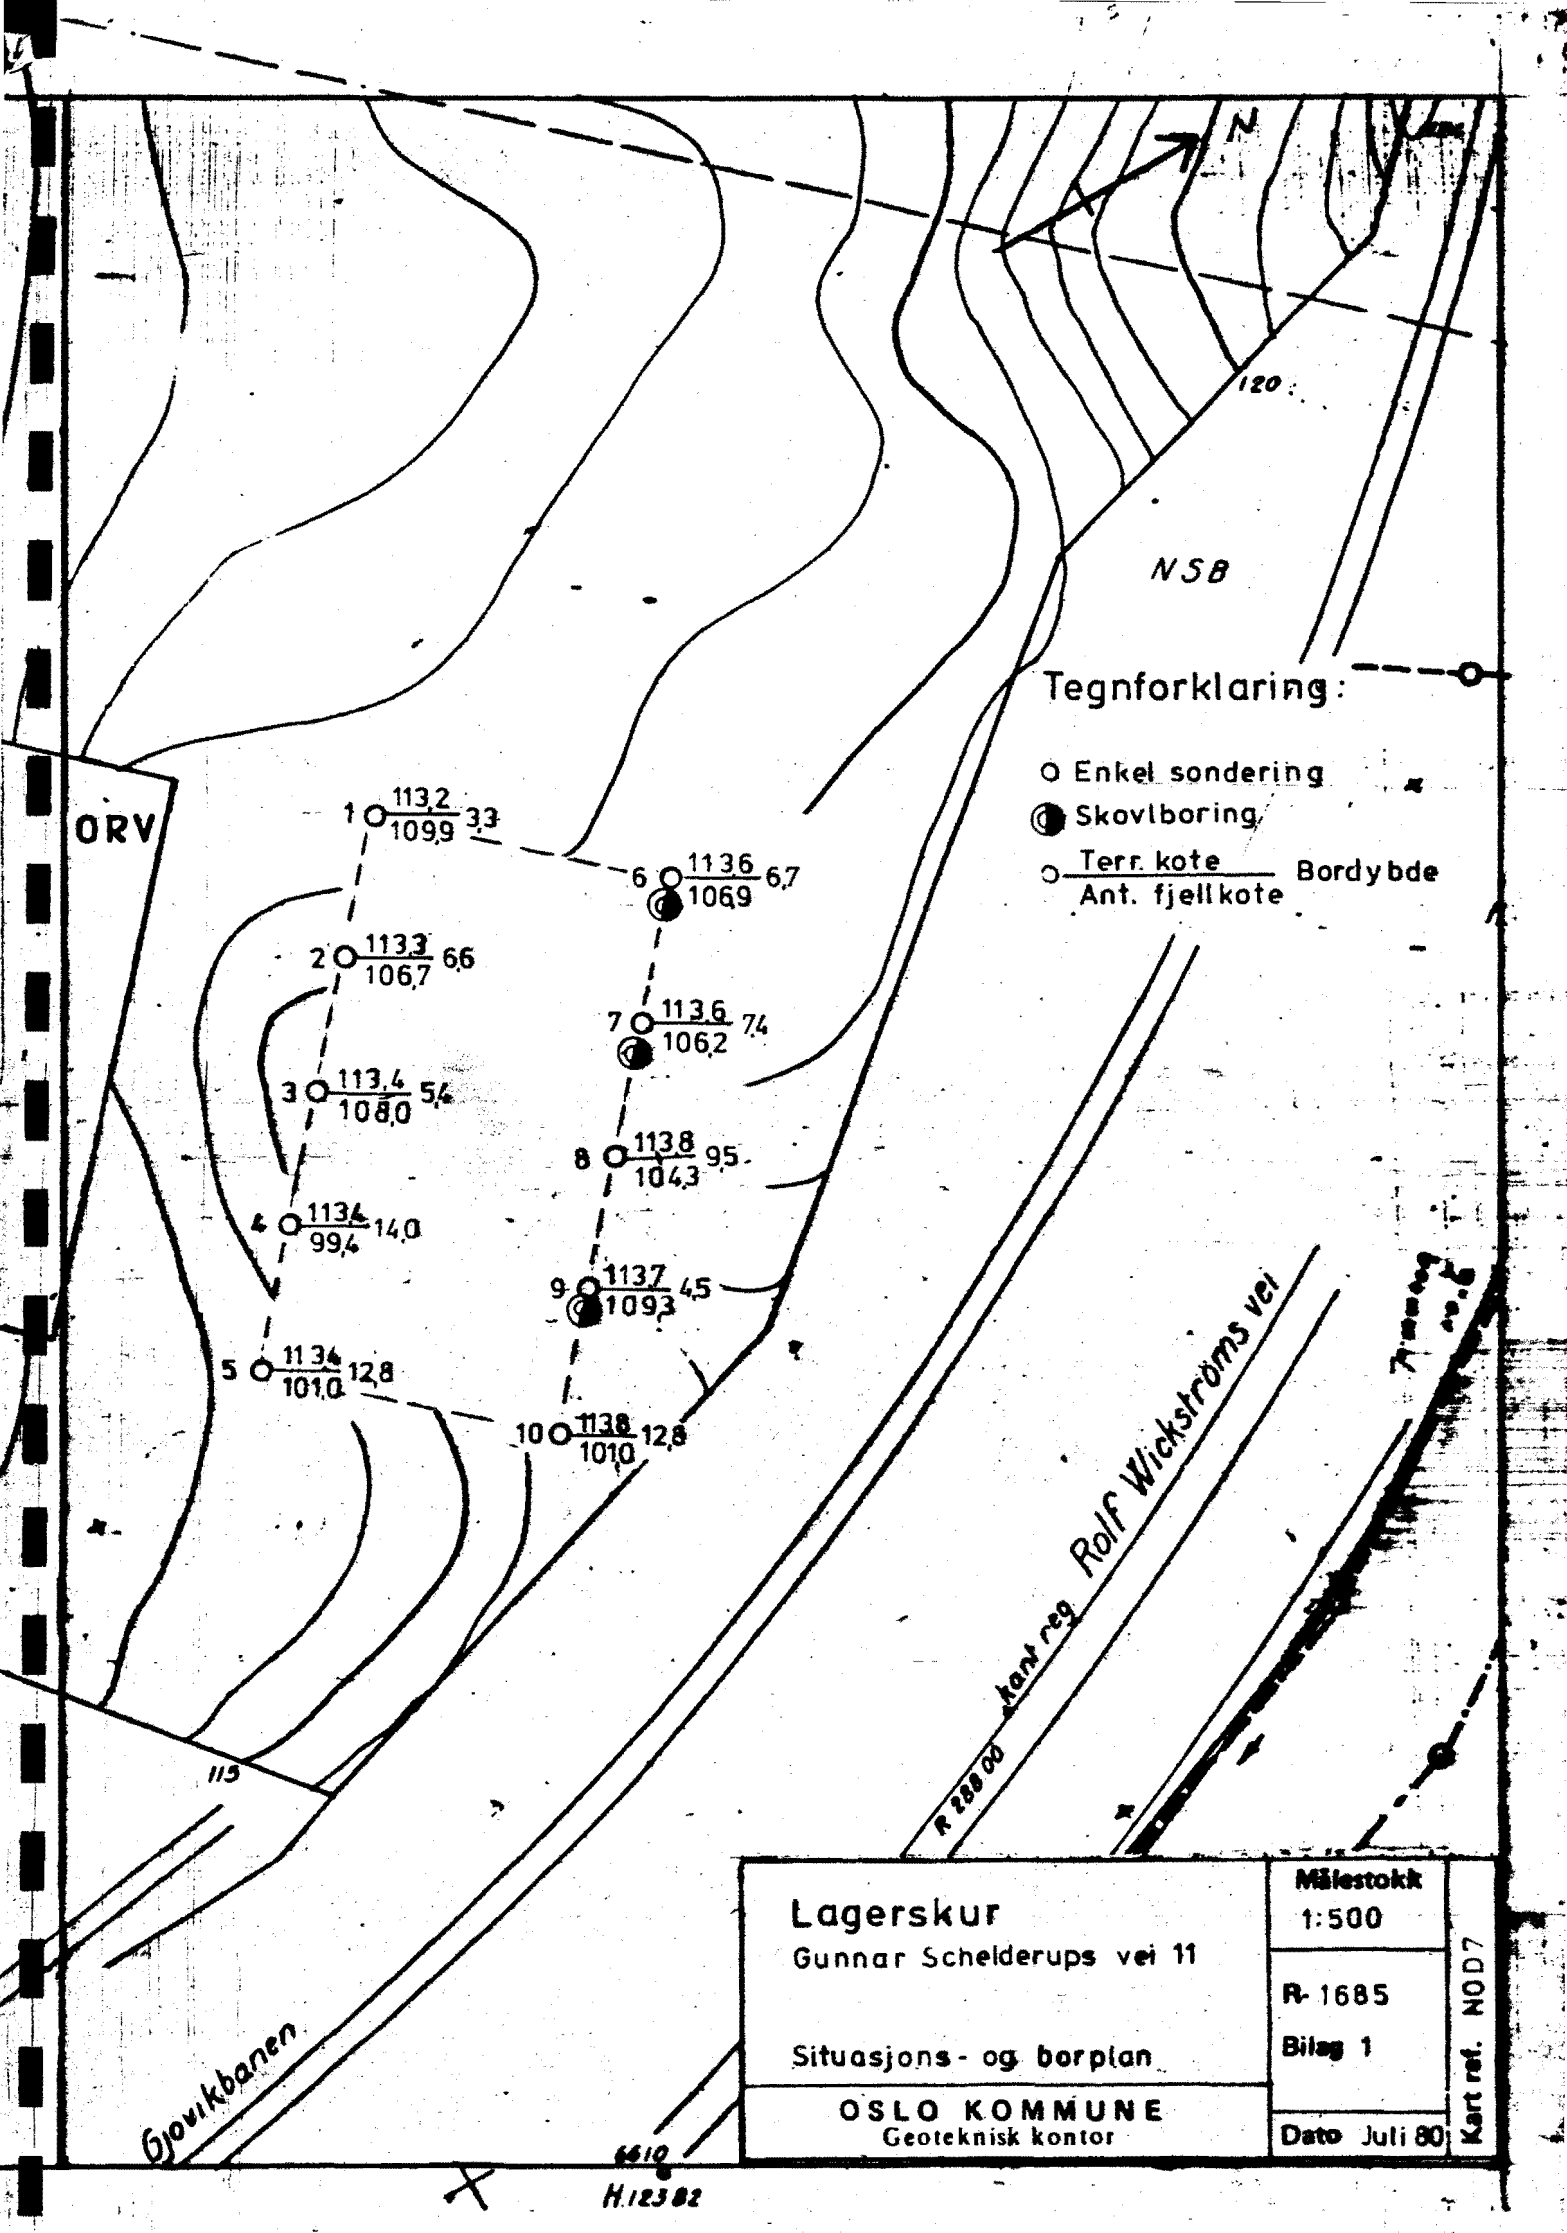 N
120
NSB
Tegnforklaring:
Enkel sondering
Skovlboring
Terr. kote
Ant. fjellkote
Bordybde
ORV
1 113,2 3,3
109,9
6 113,6 6,7
106,9
2 113,3 6,6
106,7
7 113,6 7,4
106,2
3 113,4 5,4
108,0
8 113,8 9,5
104,3
4 113,4 14,0
99,4
9 113,7 4,5
109,3
5 113,4 12,8
101,0
10 113,8 12,8
101,0
Rolf Wickströms vei
kant reg
R 288 00
115
Gjøvikbanen
Lagerskur
Gunnar Schelderups vei 11
Situasjons- og borplan
OSLO KOMMUNE
Geoteknisk kontor
Målestokk
1:500
R-1685
Bilag 1
Dato Juli 80
Kart ref. NOD7
6610
H.12382